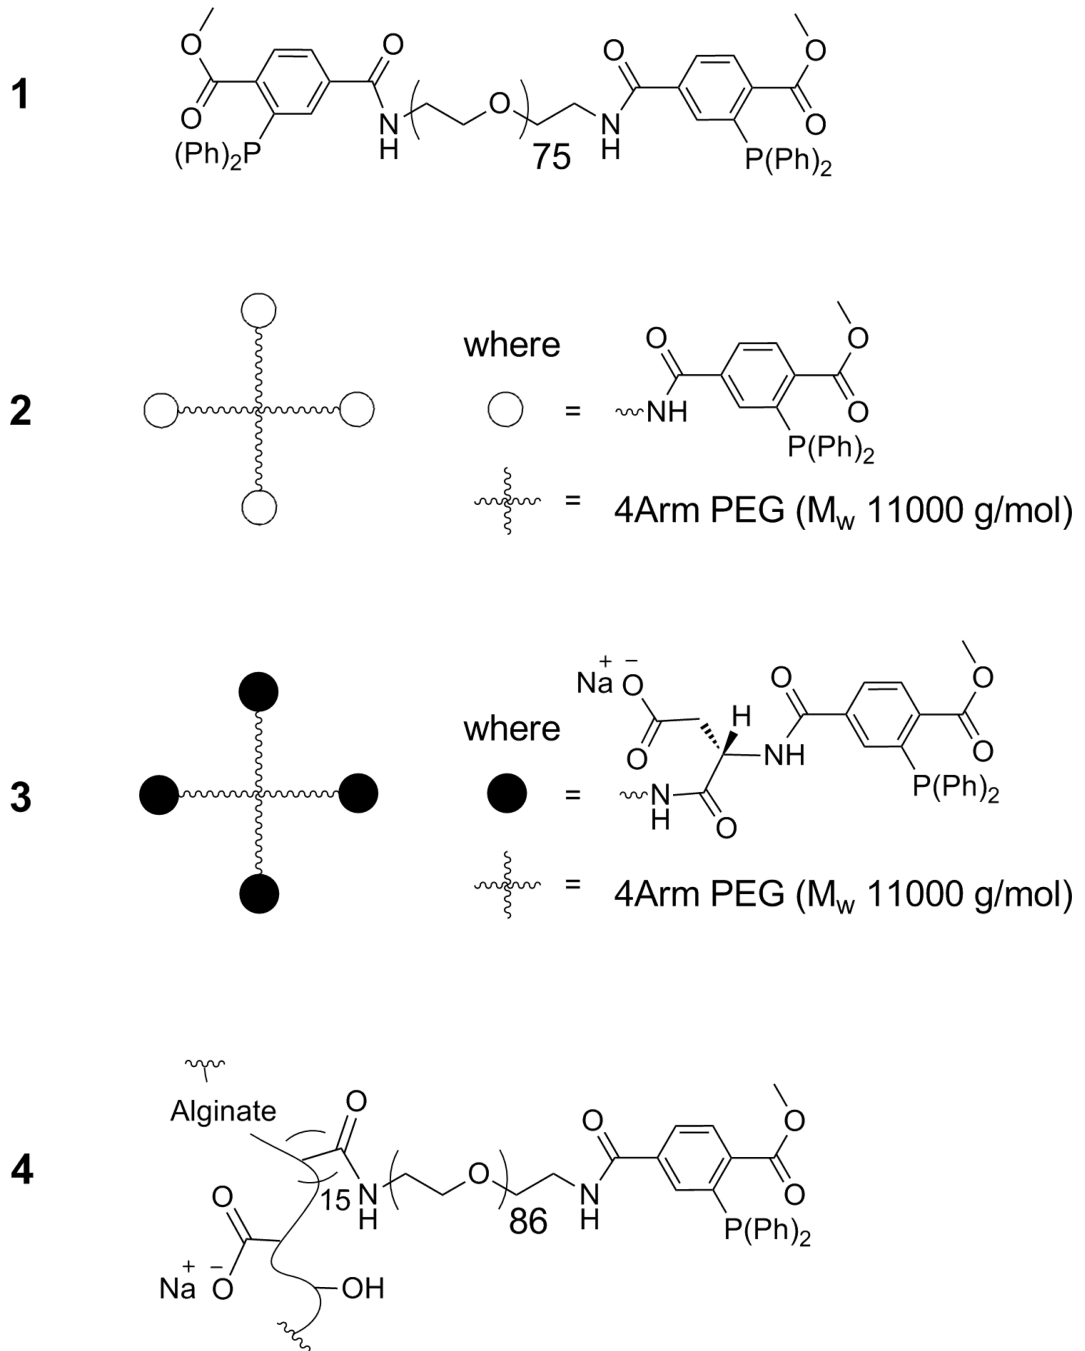 1
O
O
(Ph)2P
O
N
H
O
75
O
N
H
O
O
P(Ph)2
2
where
=
O
NH
O
O
P(Ph)2
=
4Arm PEG (Mw 11000 g/mol)
3
where
=
Na + − O
O
H
N
H
O
NH
O
O
O
P(Ph)2
=
4Arm PEG (Mw 11000 g/mol)
4
Alginate
O
15
N
H
O
86
O
N
H
O
O
P(Ph)2
O
Na + − O
OH